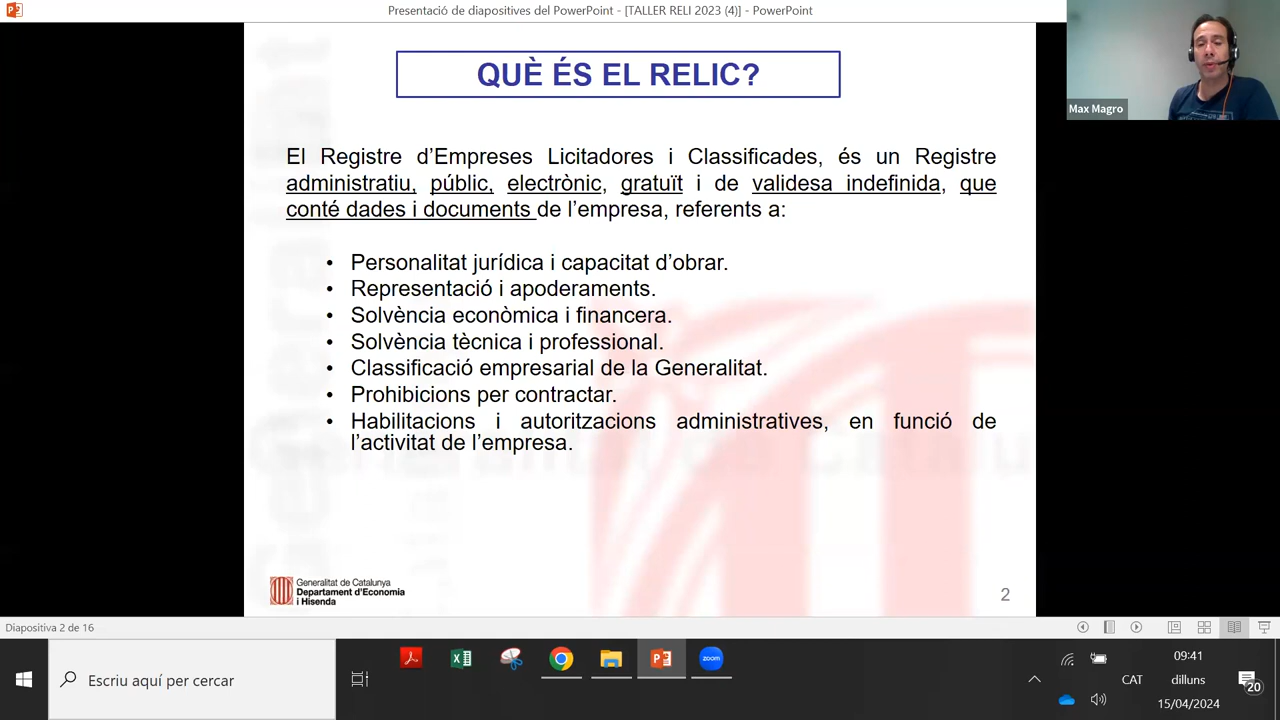 Presentació de diapositives del PowerPoint - [TALLER RELI 2023 (4)] - PowerPoint
Max Magro
QUÈ ÉS EL RELIC?
El Registre d’Empreses Licitadores i Classificades, és un Registre
administratiu, públic, electrònic, gratuït i de validesa indefinida, que
conté dades i documents de l’empresa, referents a:
• Personalitat jurídica i capacitat d’obrar.
• Representació i apoderaments.
• Solvència econòmica i financera.
• Solvència tècnica i professional.
• Classificació empresarial de la Generalitat.
• Prohibicions per contractar.
• Habilitacions i autoritzacions administratives, en funció de
l’activitat de l’empresa.
Generalitat de Catalunya
Departament d’Economia
i Hisenda
2
Diapositiva 2 de 16
Escriu aquí per cercar
zoom
CAT
09:41
dilluns
15/04/2024
20